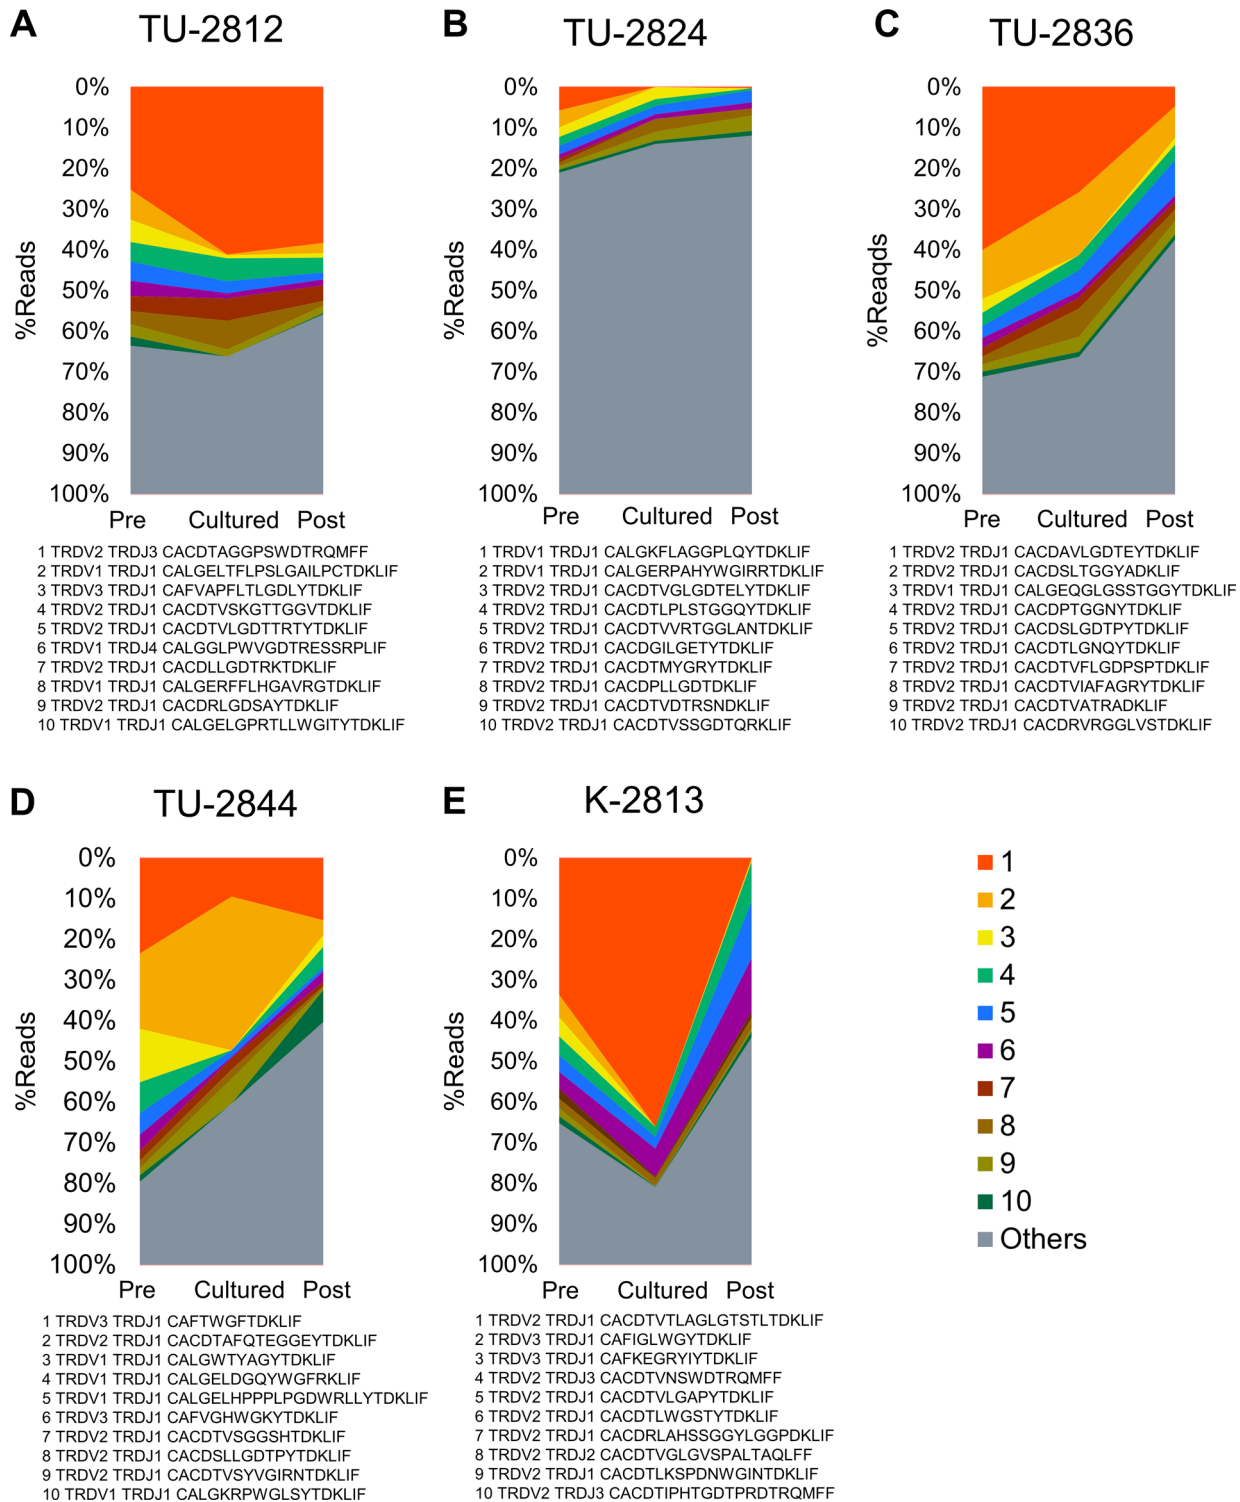 A
TU-2812
0%
10%
20%
30%
40%
50%
60%
70%
80%
90%
100%
%Reads
Pre Cultured Post
1 TRDV2 TRDJ3 CACDTAGGPSWDTRQMFF
2 TRDV1 TRDJ1 CALGELTFLPSLGAILPCTDKLIF
3 TRDV3 TRDJ1 CAFVAPFLTLGDLYTDKLIF
4 TRDV2 TRDJ1 CACDTVSKGTTGGVTDKLIF
5 TRDV2 TRDJ1 CACDTVLGDTTRTYTDKLIF
6 TRDV1 TRDJ4 CALGGLPWVGDTRESSRPLIF
7 TRDV2 TRDJ1 CACDLLGDTRKTDKLIF
8 TRDV1 TRDJ1 CALGERFFLHGAVRGTDKLIF
9 TRDV2 TRDJ1 CACDRLGDSAYTDKLIF
10 TRDV1 TRDJ1 CALGELGPRTLLWGITYTDKLIF
B
TU-2824
0%
10%
20%
30%
40%
50%
60%
70%
80%
90%
100%
%Reads
Pre Cultured Post
1 TRDV1 TRDJ1 CALGKFLAGGPLQYTDKLIF
2 TRDV1 TRDJ1 CALGERPAHYWGIRRTDKLIF
3 TRDV2 TRDJ1 CACDTVGLGDTELYTDKLIF
4 TRDV2 TRDJ1 CACDTLPLSTGGQYTDKLIF
5 TRDV2 TRDJ1 CACDTVVRTGGLANTDKLIF
6 TRDV2 TRDJ1 CACDGILGETYTDKLIF
7 TRDV2 TRDJ1 CACDTMYGRYTDKLIF
8 TRDV2 TRDJ1 CACDPLLGDTDKLIF
9 TRDV2 TRDJ1 CACDTVDTRSNDKLIF
10 TRDV2 TRDJ1 CACDTVSSGDTQRKLIF
C
TU-2836
0%
10%
20%
30%
40%
50%
60%
70%
80%
90%
100%
%Reaqds
Pre Cultured Post
1 TRDV2 TRDJ1 CACDAVLGDTEYTDKLIF
2 TRDV2 TRDJ1 CACDSLTGGYADKLIF
3 TRDV1 TRDJ1 CALGEQGLGSSTGGYTDKLIF
4 TRDV2 TRDJ1 CACDPTGGNYTDKLIF
5 TRDV2 TRDJ1 CACDSLGDTPYTDKLIF
6 TRDV2 TRDJ1 CACDTLGNQYTDKLIF
7 TRDV2 TRDJ1 CACDTVFLGDPSPTDKLIF
8 TRDV2 TRDJ1 CACDTVIAFAGRYTDKLIF
9 TRDV2 TRDJ1 CACDTVATRADKLIF
10 TRDV2 TRDJ1 CACDRVRGGLVSTDKLIF
D
TU-2844
0%
10%
20%
30%
40%
50%
60%
70%
80%
90%
100%
%Reads
Pre Cultured Post
1 TRDV3 TRDJ1 CAFTWGFTDKLIF
2 TRDV2 TRDJ1 CACDTAFQTEGGEYTDKLIF
3 TRDV1 TRDJ1 CALGWTYAGYTDKLIF
4 TRDV1 TRDJ1 CALGELDGQYWGFRKLIF
5 TRDV1 TRDJ1 CALGELHPPPLPGDWRLLYTDKLIF
6 TRDV3 TRDJ1 CAFVGHWGKYTDKLIF
7 TRDV2 TRDJ1 CACDTVSGGSHTDKLIF
8 TRDV2 TRDJ1 CACDSLLGDTPYTDKLIF
9 TRDV2 TRDJ1 CACDTVSYVGIRNTDKLIF
10 TRDV1 TRDJ1 CALGKRPWGLSYTDKLIF
E
K-2813
0%
10%
20%
30%
40%
50%
60%
70%
80%
90%
100%
%Reads
Pre Cultured Post
1 TRDV2 TRDJ1 CACDTVTLAGLGTSTLTDKLIF
2 TRDV3 TRDJ1 CAFIGLWGYTDKLIF
3 TRDV3 TRDJ1 CAFKEGRYIYTDKLIF
4 TRDV2 TRDJ3 CACDTVNSWDTRQMFF
5 TRDV2 TRDJ1 CACDTVLGAPYTDKLIF
6 TRDV2 TRDJ1 CACDTLWGSTYTDKLIF
7 TRDV2 TRDJ1 CACDRLAHSSGGYLGGPDKLIF
8 TRDV2 TRDJ2 CACDTVGLGVSPALTAQLFF
9 TRDV2 TRDJ1 CACDTLKSPDNWGINTDKLIF
10 TRDV2 TRDJ3 CACDTIPHTGDTPRDTRQMFF
1
2
3
4
5
6
7
8
9
10
Others